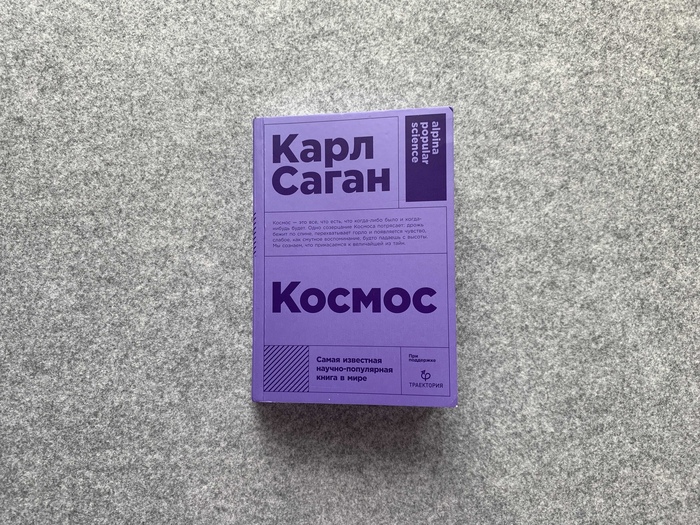 Карл
Саган
alpina
popular
science
Космос — это все, что есть, что когда-либо было и когда-
нибудь будет. Одно созерцание Космоса потрясает: дрожь
бежит по спине, перехватывает горло и появляется чувство,
слабое, как смутное воспоминание, будто падаешь с высоты.
Мы сознаем, что прикасаемся к величайшей из тайн.
Космос
Самая известная
научно-популярная
книга в мире
При
поддержке
ТРАЕКТОРИЯ